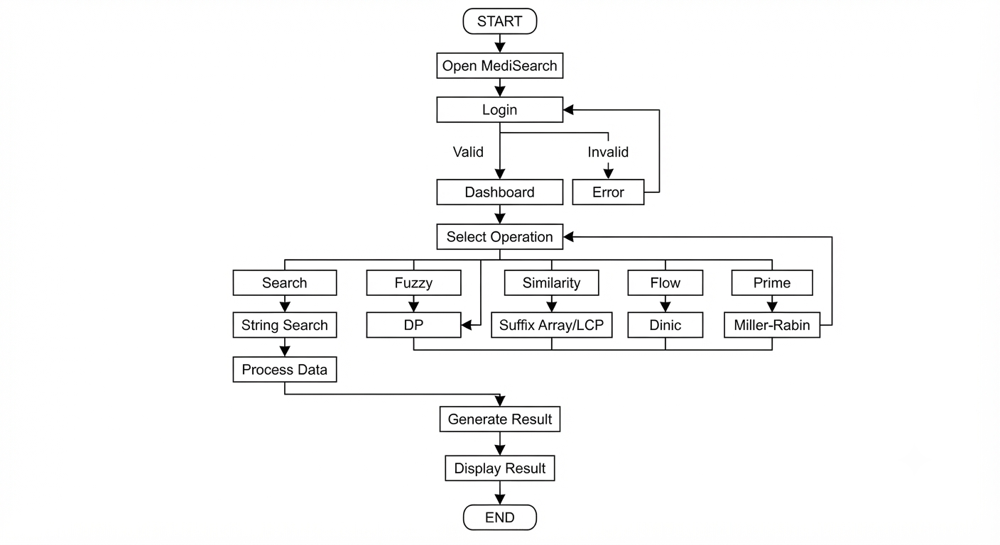 START
Open MediSearch
Login
Valid
Invalid
Dashboard
Error
Select Operation
Search
Fuzzy
Similarity
Flow
Prime
String Search
DP
Suffix Array/LCP
Dinic
Miller-Rabin
Process Data
Generate Result
Display Result
END